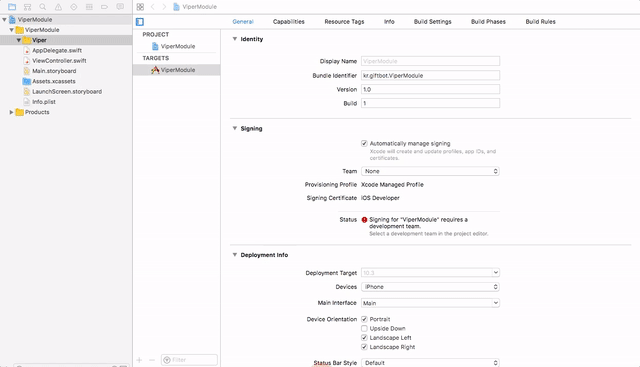 ViperModule
ViperModule
ViperModule
Viper
AppDelegate.swift
ViewController.swift
Main.storyboard
Assets.xcassets
LaunchScreen.storyboard
Info.plist
Products
General
Capabilities
Resource Tags
Info
Build Settings
Build Phases
Build Rules
PROJECT
ViperModule
TARGETS
ViperModule
Filter
Identity
Display Name ViperModule
Bundle Identifier kr.giftbot.ViperModule
Version 1.0
Build 1
Signing
Automatically manage signing
Xcode will create and update profiles, app IDs, and
certificates.
Team None
Provisioning Profile Xcode Managed Profile
Signing Certificate iOS Developer
Status Signing for "ViperModule" requires a
development team.
Select a development team in the project editor.
Deployment Info
Deployment Target 10.3
Devices iPhone
Main Interface Main
Device Orientation Portrait
Upside Down
Landscape Left
Landscape Right
Status Bar Style Default